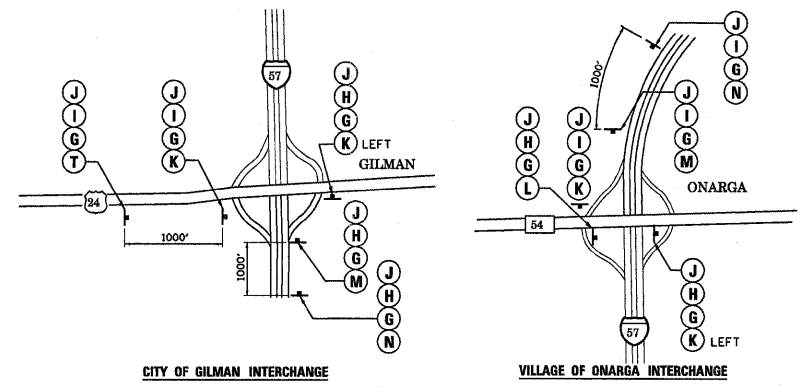 57
J
I
G
T
J
I
G
K
J
H
G
K LEFT
GILMAN
24
1000'
1000'
J
H
G
M
J
H
G
N
CITY OF GILMAN INTERCHANGE
J
I
G
N
1000'
J
I
G
M
J
H
G
L
J
I
G
K
ONARGA
54
J
H
G
K LEFT
57
VILLAGE OF ONARGA INTERCHANGE